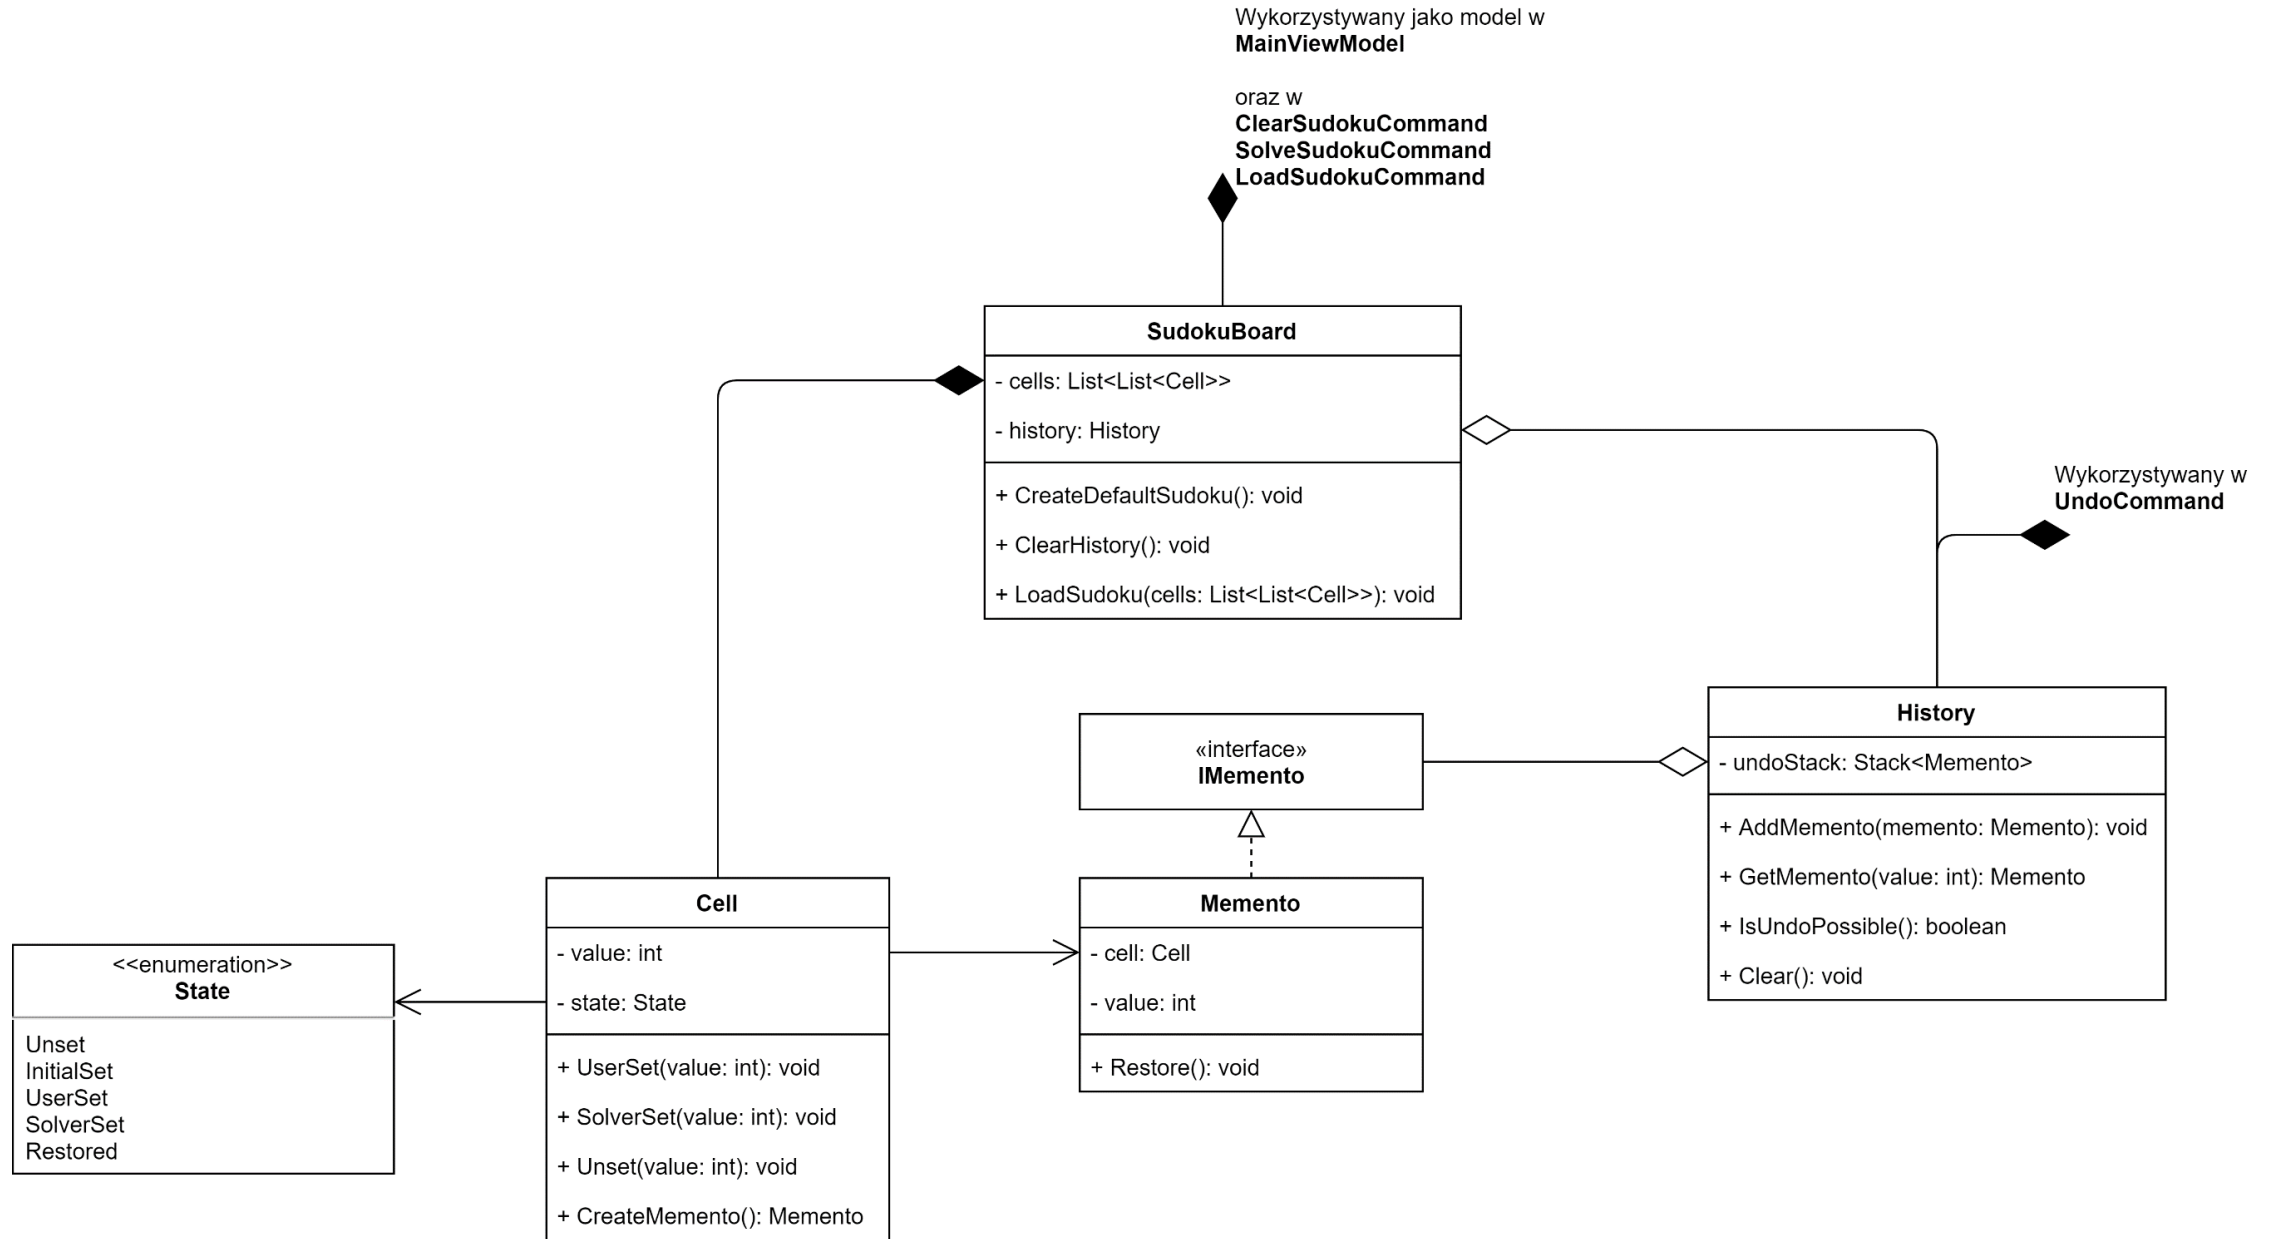 Wykorzystywany jako model w
MainViewModel
oraz w
ClearSudokuCommand
SolveSudokuCommand
LoadSudokuCommand
SudokuBoard
- cells: List<List<Cell>>
- history: History
+ CreateDefaultSudoku(): void
+ ClearHistory(): void
+ LoadSudoku(cells: List<List<Cell>>): void
Wykorzystywany w
UndoCommand
History
- undoStack: Stack<Memento>
+ AddMemento(memento: Memento): void
+ GetMemento(value: int): Memento
+ IsUndoPossible(): boolean
+ Clear(): void
«interface»
IMemento
Memento
- cell: Cell
- value: int
+ Restore(): void
Cell
- value: int
- state: State
+ UserSet(value: int): void
+ SolverSet(value: int): void
+ Unset(value: int): void
+ CreateMemento(): Memento
<<enumeration>>
State
Unset
InitialSet
UserSet
SolverSet
Restored